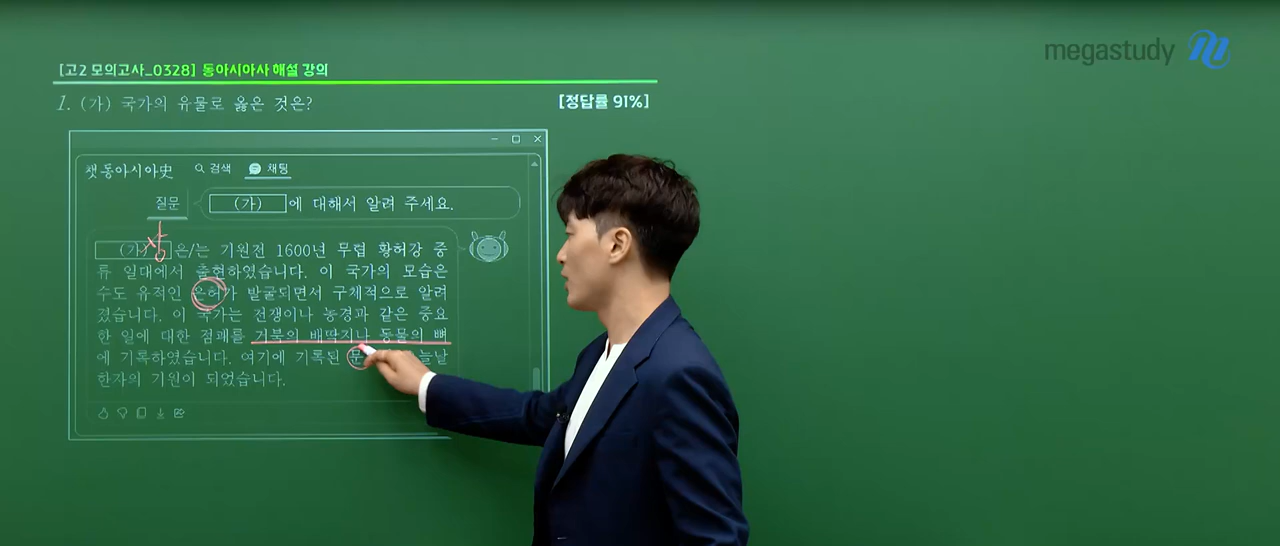 megastudy
[고2 모의고사_0328] 동아시아사 해설 강의
1. (가) 국가의 유물로 옳은 것은?
[정답률 91%]
챗동아시아史 검색 채팅
질문 (가) 에 대해서 알려 주세요.
(가) 은/는 기원전 1600년 무렵 황허강 중
류 일대에서 출현하였습니다. 이 국가의 모습은
수도 유적인 은허가 발굴되면서 구체적으로 알려
졌습니다. 이 국가는 전쟁이나 농경과 같은 중요
한 일에 대한 점괘를 거북의 배딱지나 동물의 뼈
에 기록하였습니다. 여기에 기록된 문 늘날
한자의 기원이 되었습니다.